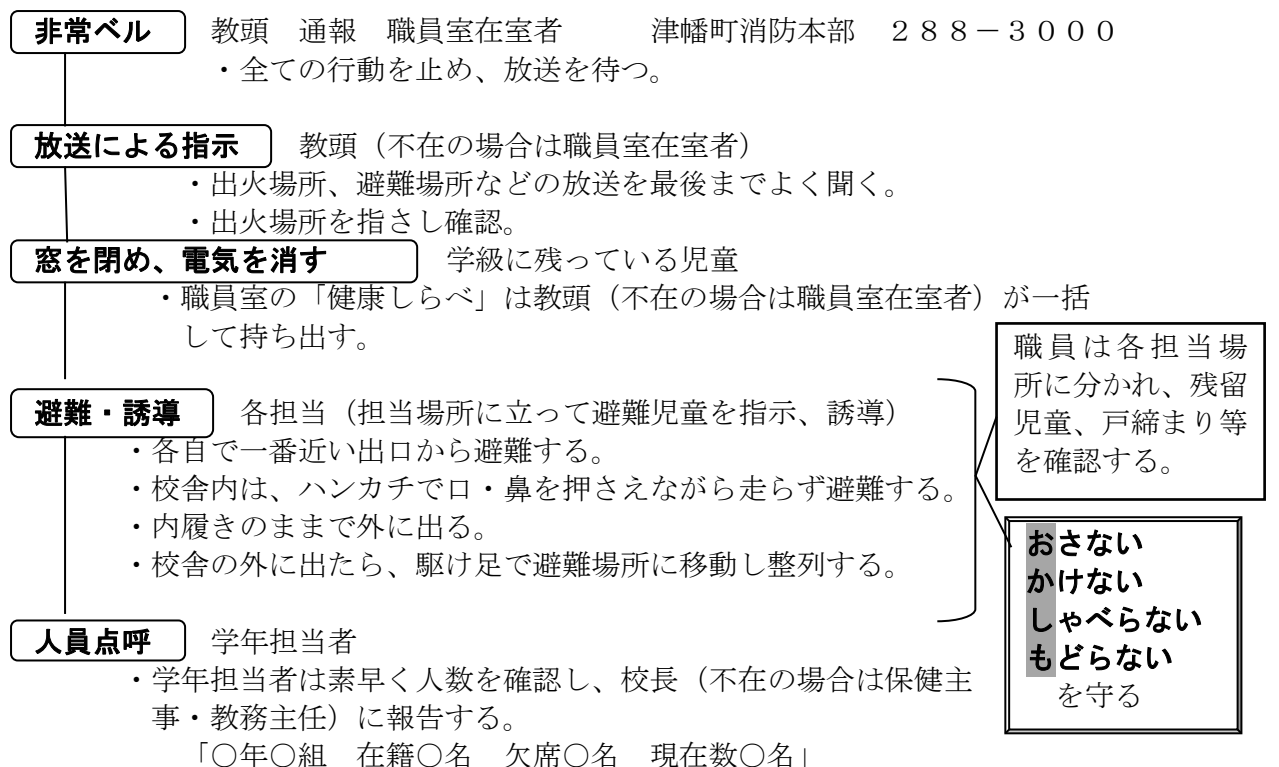 非常ベル　教頭　通報　職員室在室者　　　津幡町消防本部　２８８－３０００
・全ての行動を止め、放送を待つ。
放送による指示　教頭（不在の場合は職員室在室者）
・出火場所、避難場所などの放送を最後までよく聞く。
・出火場所を指さし確認。
窓を閉め、電気を消す　学級に残っている児童
・職員室の「健康しらべ」は教頭（不在の場合は職員室在室者）が一括
して持ち出す。
職員は各担当場
所に分かれ、残留
児童、戸締まり等
を確認する。
避難・誘導　各担当（担当場所に立って避難児童を指示、誘導）
・各自で一番近い出口から避難する。
・校舎内は、ハンカチで口・鼻を押さえながら走らず避難する。
・内履きのままで外に出る。
・校舎の外に出たら、駆け足で避難場所に移動し整列する。
おさない
かけない
しゃべらない
もどらない
を守る
人員点呼　学年担当者
・学年担当者は素早く人数を確認し、校長（不在の場合は保健主
事・教務主任）に報告する。
「○年○組　在籍○名　欠席○名　現在数○名」